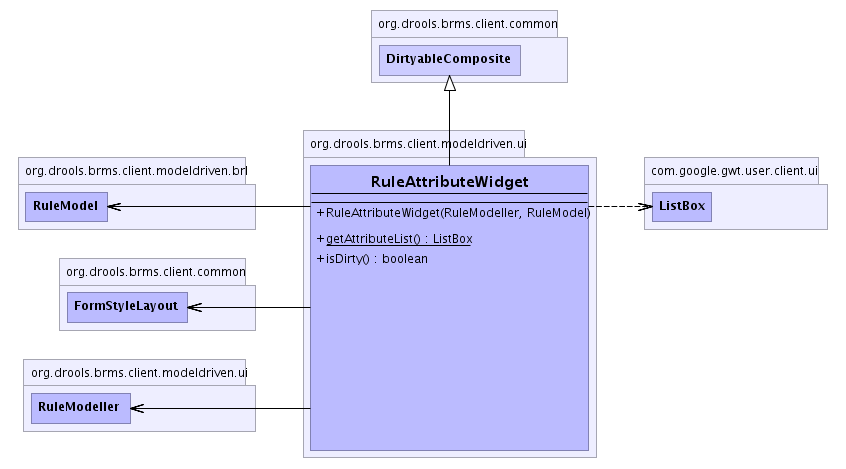 org.drools.brms.client.common
DirtyableComposite
org.drools.brms.client.modeldriven.ui
RuleAttributeWidget
+RuleAttributeWidget(RuleModeller, RuleModel)
+getAttributeList() : ListBox
+isDirty() : boolean
org.drools.brms.client.modeldriven.brl
RuleModel
com.google.gwt.user.client.ui
ListBox
org.drools.brms.client.common
FormStyleLayout
org.drools.brms.client.modeldriven.ui
RuleModeller